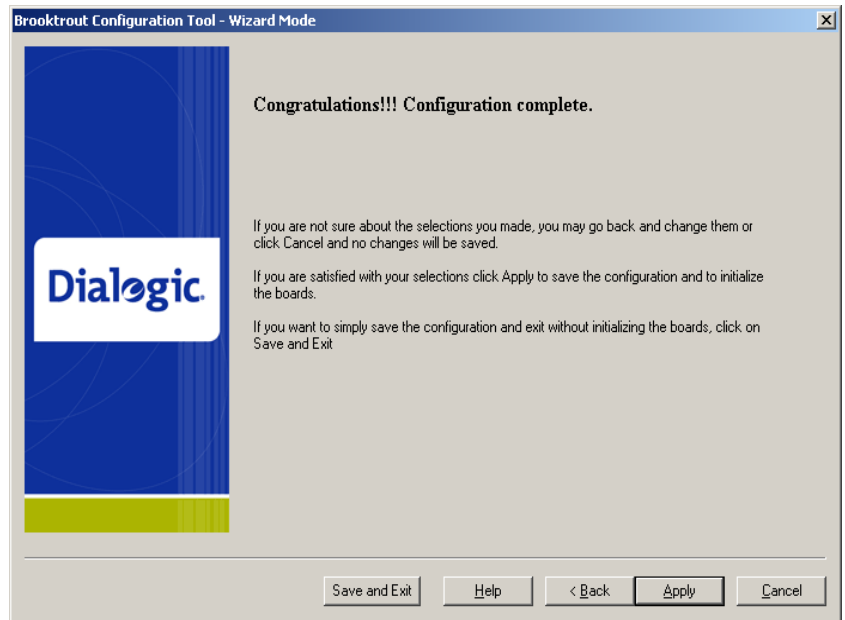 Brooktrout Configuration Tool - Wizard Mode
Congratulations!!! Configuration complete.
If you are not sure about the selections you made, you may go back and change them or
click Cancel and no changes will be saved.
Dialogic.
If you are satisfied with your selections click Apply to save the configuration and to initialize
the boards.
If you want to simply save the configuration and exit without initializing the boards, click on
Save and Exit
Save and Exit
Help
< Back
Apply
Cancel